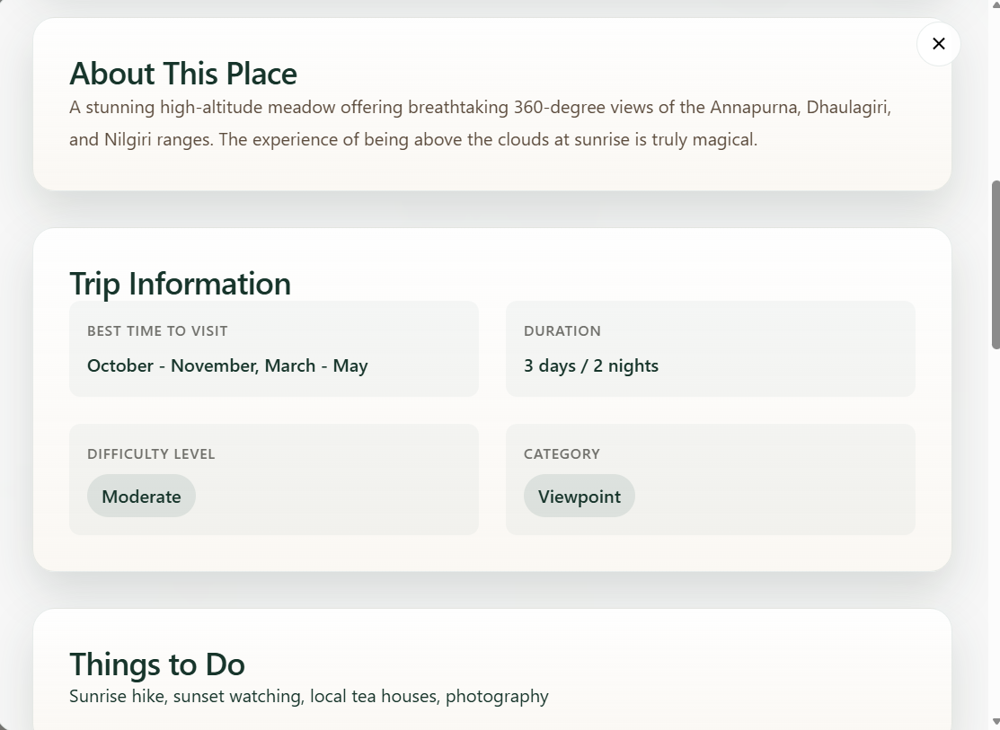 About This Place
A stunning high-altitude meadow offering breathtaking 360-degree views of the Annapurna, Dhaulagiri,
and Nilgiri ranges. The experience of being above the clouds at sunrise is truly magical.
Trip Information
BEST TIME TO VISIT
October - November, March - May
DURATION
3 days / 2 nights
DIFFICULTY LEVEL
Moderate
CATEGORY
Viewpoint
Things to Do
Sunrise hike, sunset watching, local tea houses, photography